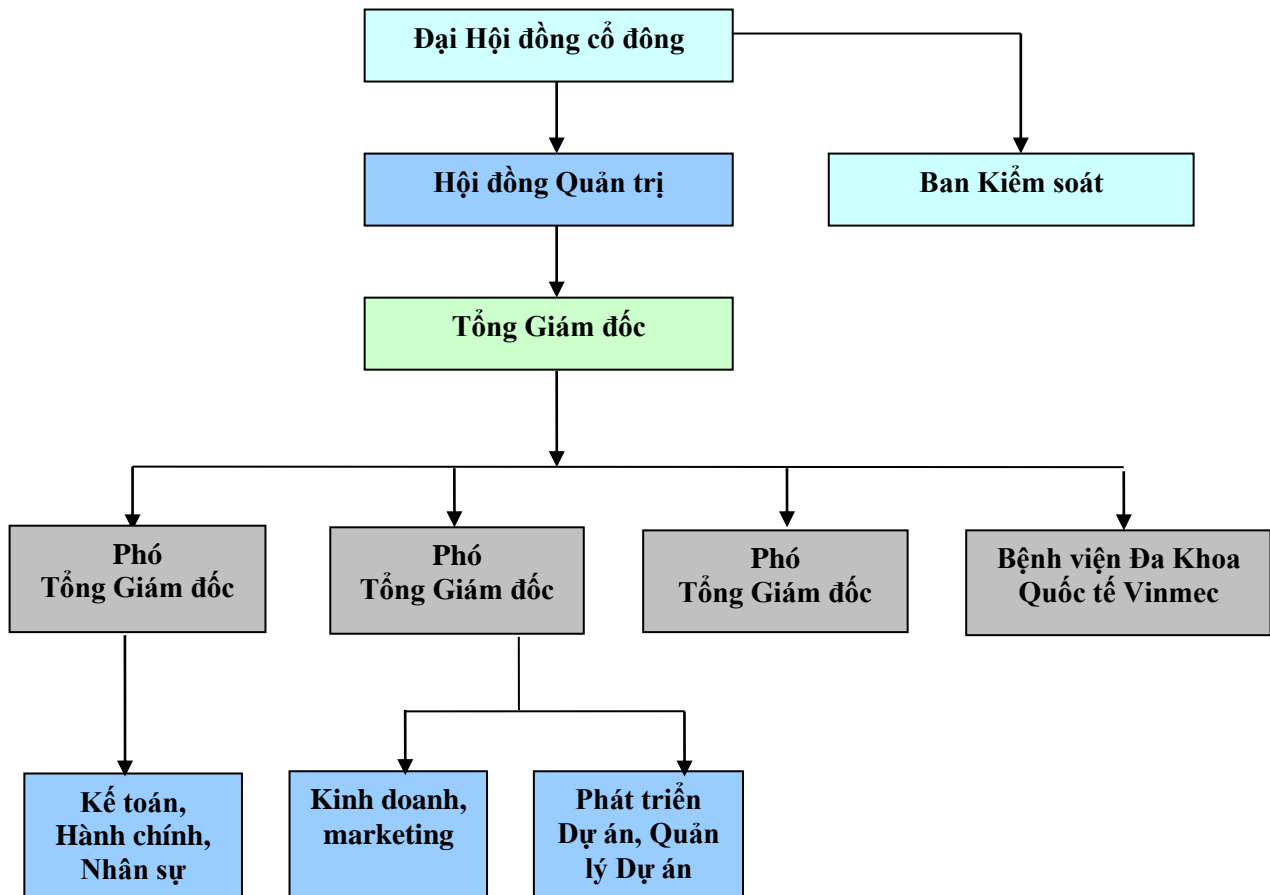 Đại Hội đồng cổ đông
Hội đồng Quản trị
Ban Kiểm soát
Tổng Giám đốc
Phó
Tổng Giám đốc
Phó
Tổng Giám đốc
Phó
Tổng Giám đốc
Bệnh viện Đa Khoa
Quốc tế Vinmec
Kế toán,
Hành chính,
Nhân sự
Kinh doanh,
marketing
Phát triển
Dự án, Quản
lý Dự án